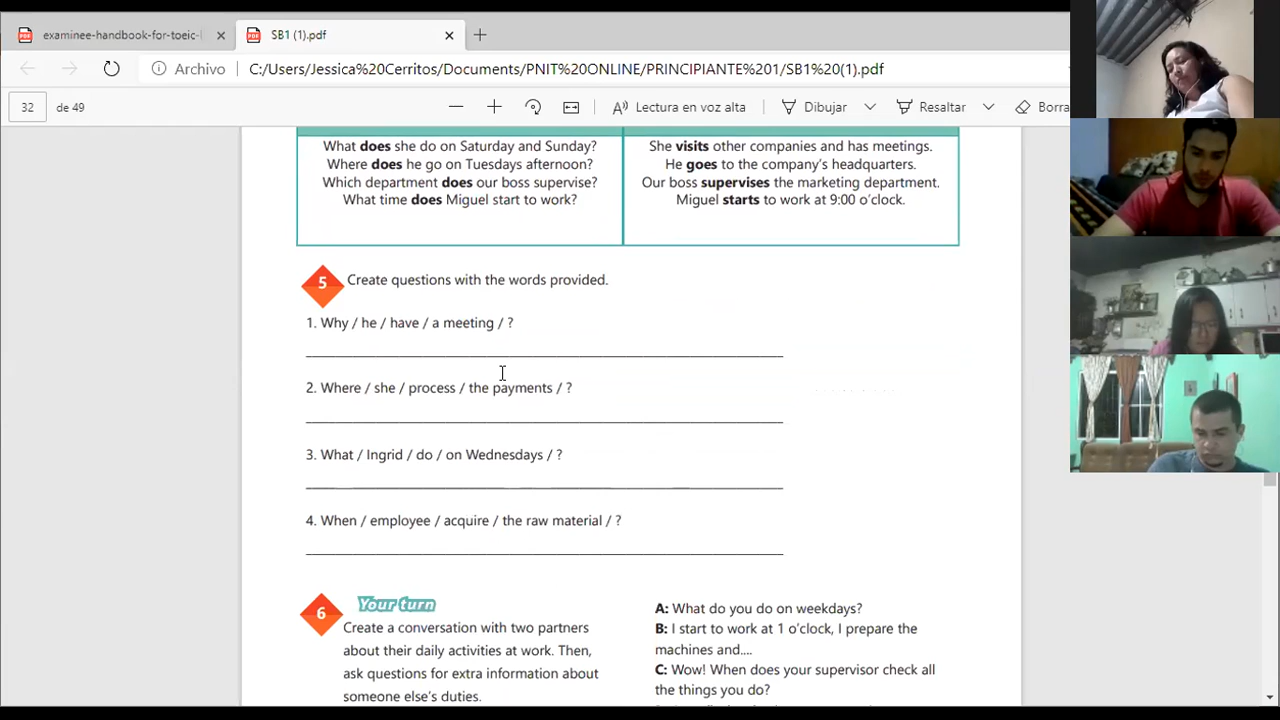 examinee-handbook-for-toeic-l
SB1 (1).pdf
Archivo
C:/Users/Jessica%20Cerritos/Documents/PNIT%20ONLINE/PRINCIPIANTE%201/SB1%20(1).pdf
32
de 49
Lectura en voz alta
Dibujar
Resaltar
Borra
What does she do on Saturday and Sunday?
Where does he go on Tuesdays afternoon?
Which department does our boss supervise?
What time does Miguel start to work?
She visits other companies and has meetings.
He goes to the company's headquarters.
Our boss supervises the marketing department.
Miguel starts to work at 9:00 o'clock.
5
Create questions with the words provided.
1. Why / he / have / a meeting / ?
2. Where / she / process / the payments / ?
3. What / Ingrid / do / on Wednesdays / ?
4. When / employee / acquire / the raw material / ?
6
Your turn
Create a conversation with two partners
about their daily activities at work. Then,
ask questions for extra information about
someone else's duties.
A: What do you do on weekdays?
B: I start to work at 1 o'clock, I prepare the
machines and....
C: Wow! When does your supervisor check all
the things you do?